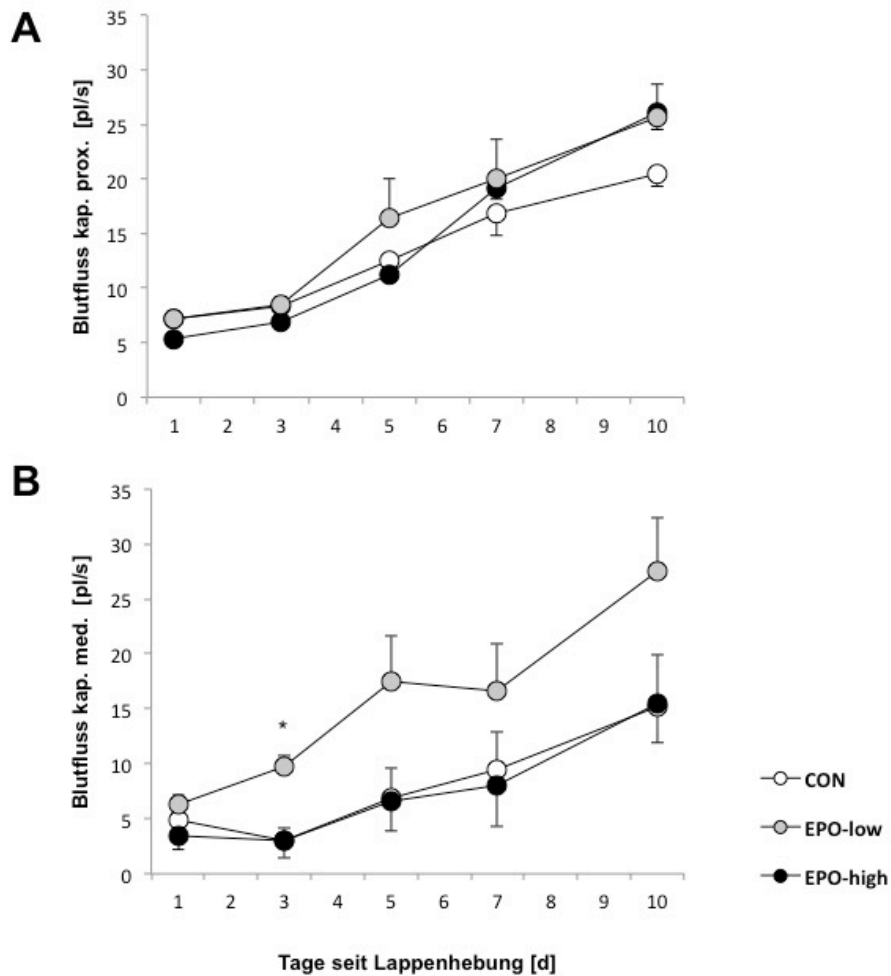 A
Blutfluss kap. prox. [pl/s]
35
30
25
20
15
10
5
0
1 2 3 4 5 6 7 8 9 10
B
Blutfluss kap. med. [pl/s]
35
30
25
20
15
10
5
0
*
1 2 3 4 5 6 7 8 9 10
Tage seit Lappenhebung [d]
CON
EPO-low
EPO-high